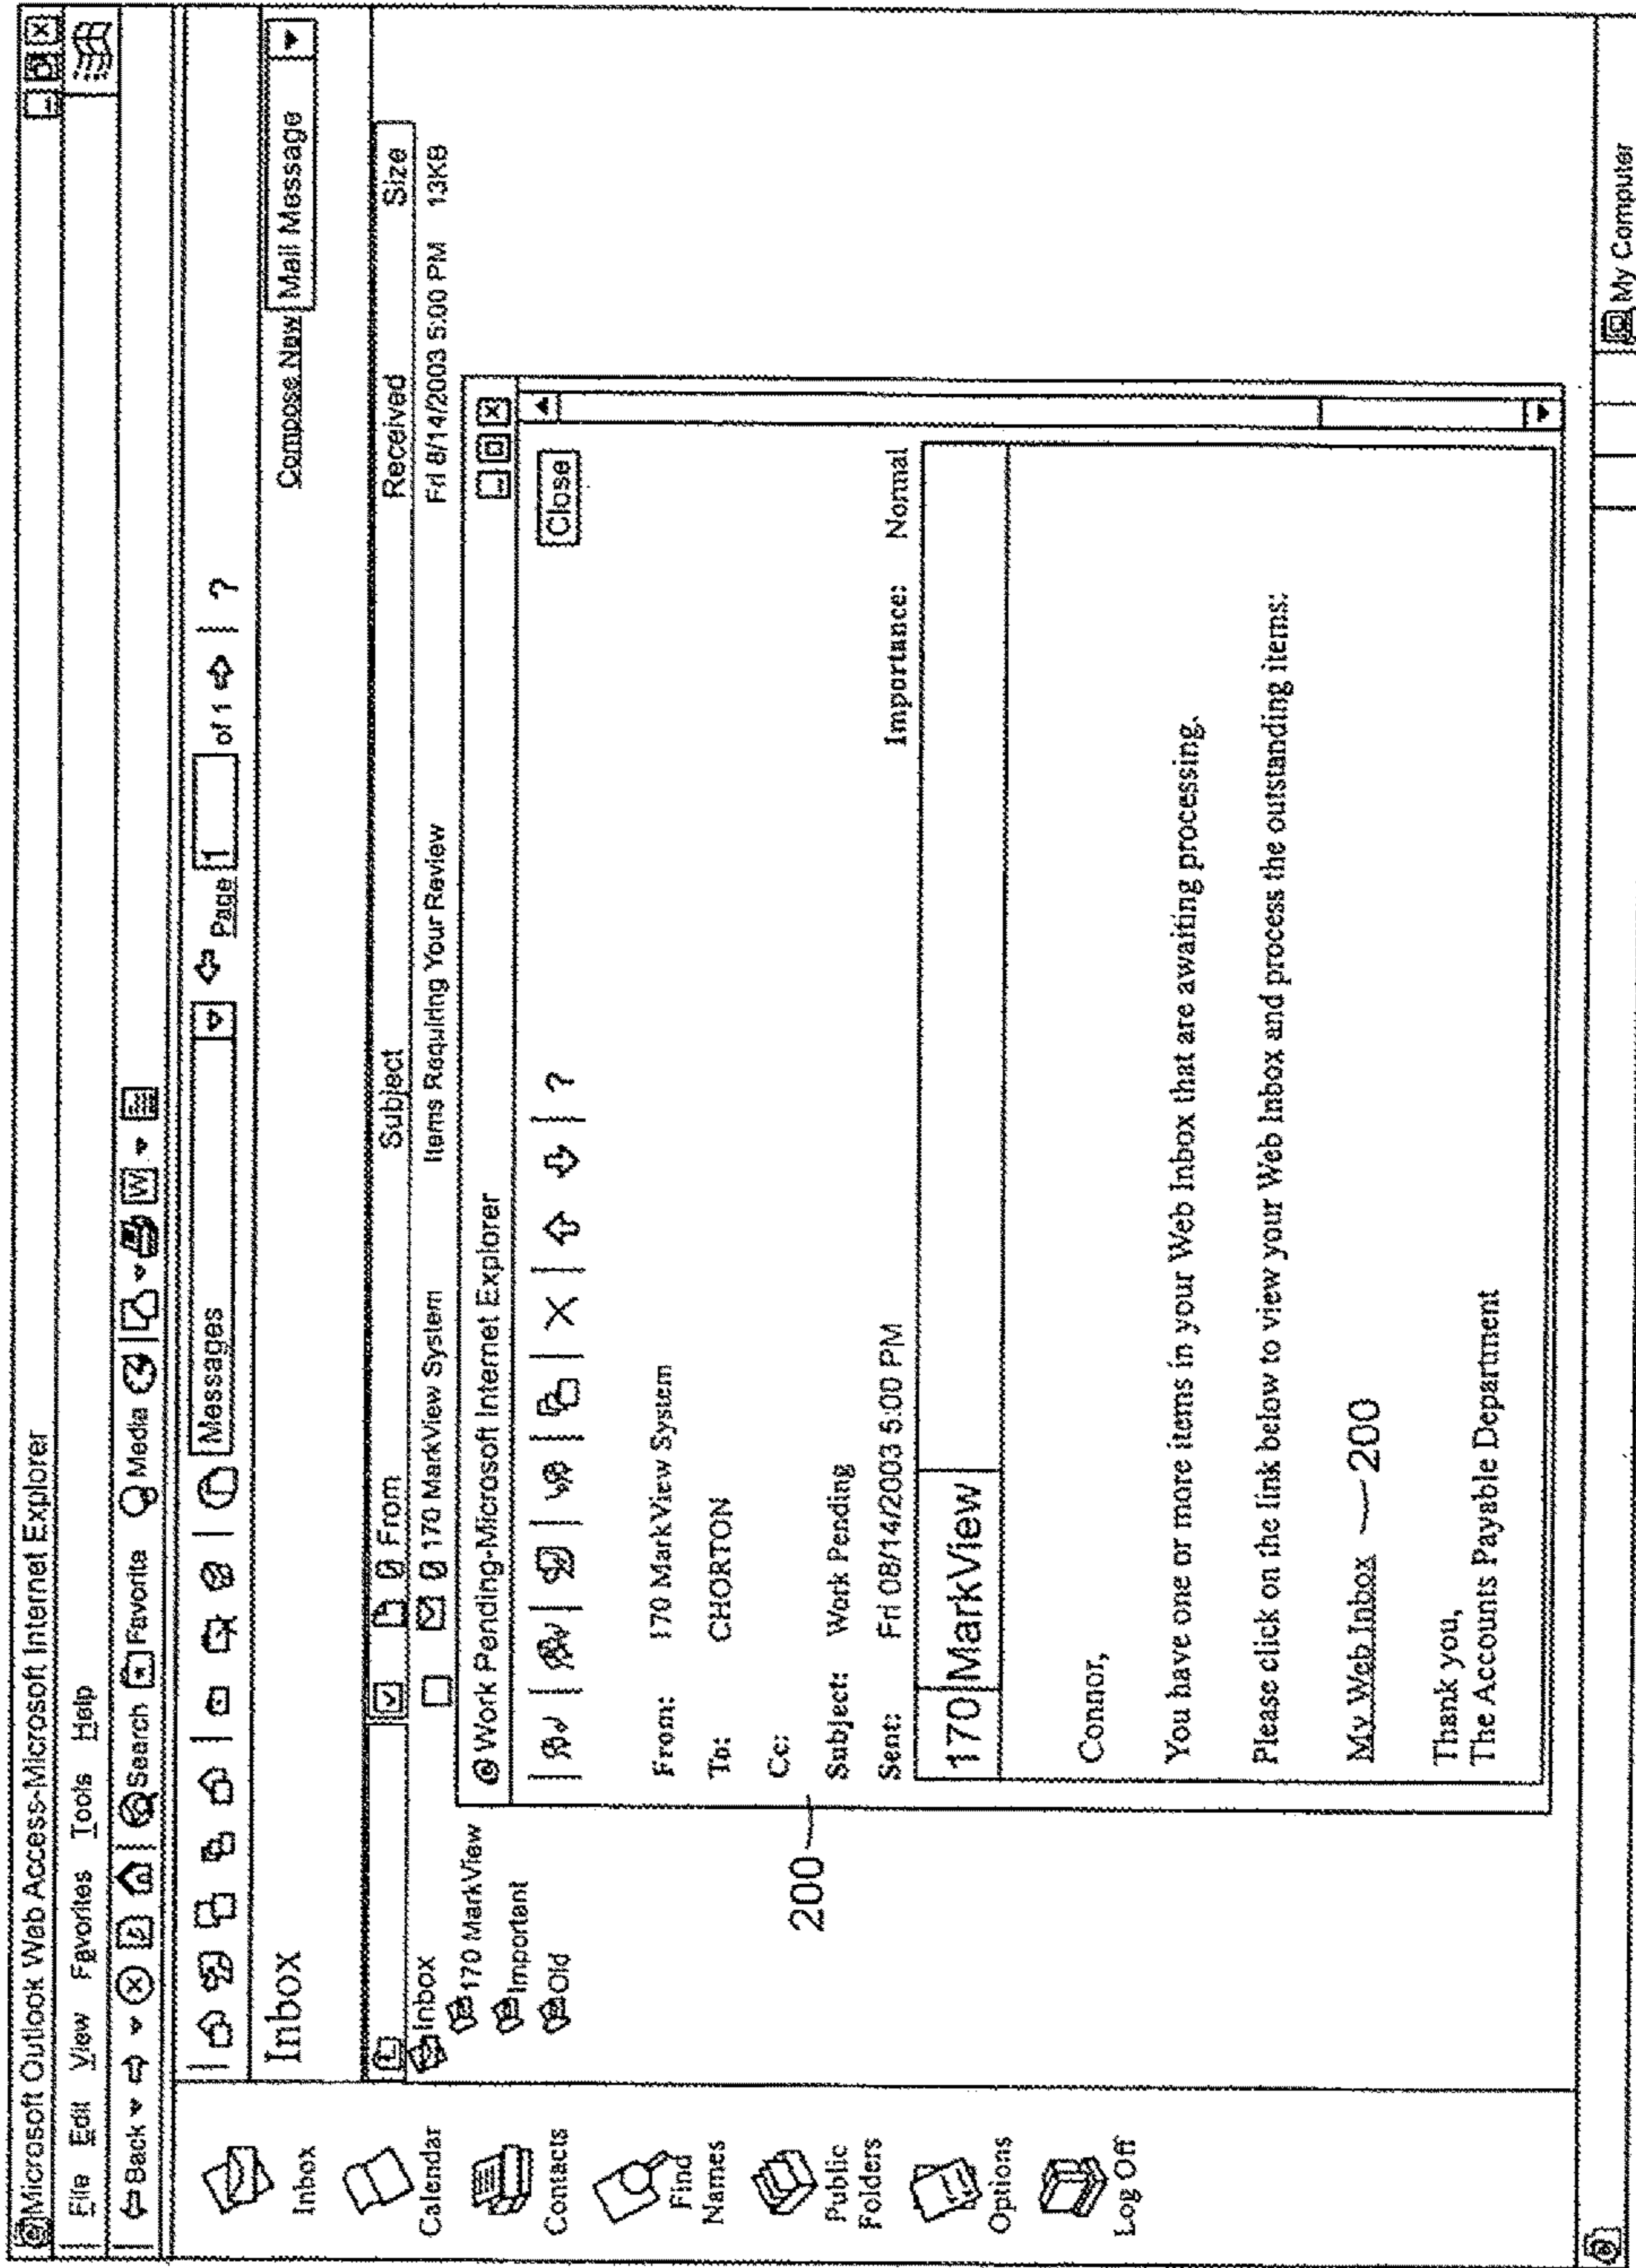 Microsoft Outlook Wab Access-Microsoft Internet Explorer
File Edit View Favorites Tools Help
Back Search Favorite Media W
Messages Page 1 of 1 ?
Inbox
Compose New Mail Message
From Subject Received Size
170 MarkView System Items Requiring Your Review Fri 8/14/2003 5:00 PM 13KB
Inbox
170 MarkView
Important
Old
Inbox
Calendar
Contacts
Find
Names
Public
Folders
Options
Log Off
Work Pending-Microsoft Internet Explorer
?
Close
From: 170 MarkView System
To: CHORTON
Cc:
200
Subject: Work Pending
Sent: Fri 08/14/2003 5:00 PM Importance: Normal
170 MarkView
Connor,
You have one or more items in your Web Inbox that are awaiting processing.
Please click on the link below to view your Web Inbox and process the outstanding items:
My Web Inbox 200
Thank you,
The Accounts Payable Department
My Computer